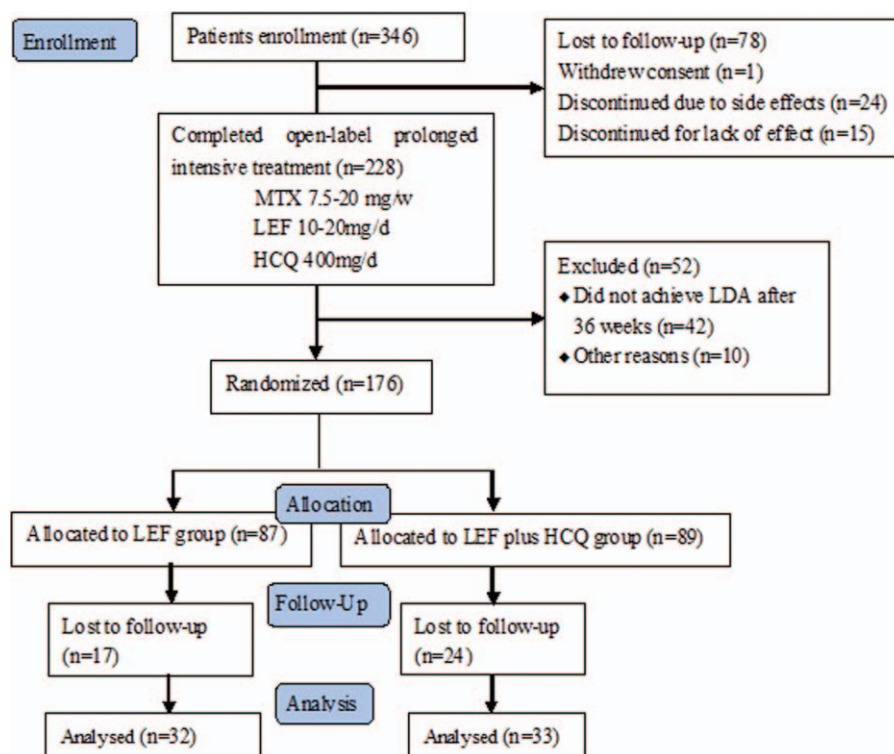 Enrollment
Patients enrollment (n=346)
Lost to follow-up (n=78)
Withdrew consent (n=1)
Discontinued due to side effects (n=24)
Discontinued for lack of effect (n=15)
Completed open-label prolonged
intensive treatment (n=228)
MTX 7.5-20 mg/w
LEF 10-20mg/d
HCQ 400mg/d
Excluded (n=52)
◆ Did not achieve LDA after
36 weeks (n=42)
◆ Other reasons (n=10)
Randomized (n=176)
Allocation
Allocated to LEF group (n=87)
Allocated to LEF plus HCQ group (n=89)
Follow-Up
Lost to follow-up
(n=17)
Lost to follow-up
(n=24)
Analysis
Analysed (n=32)
Analysed (n=33)